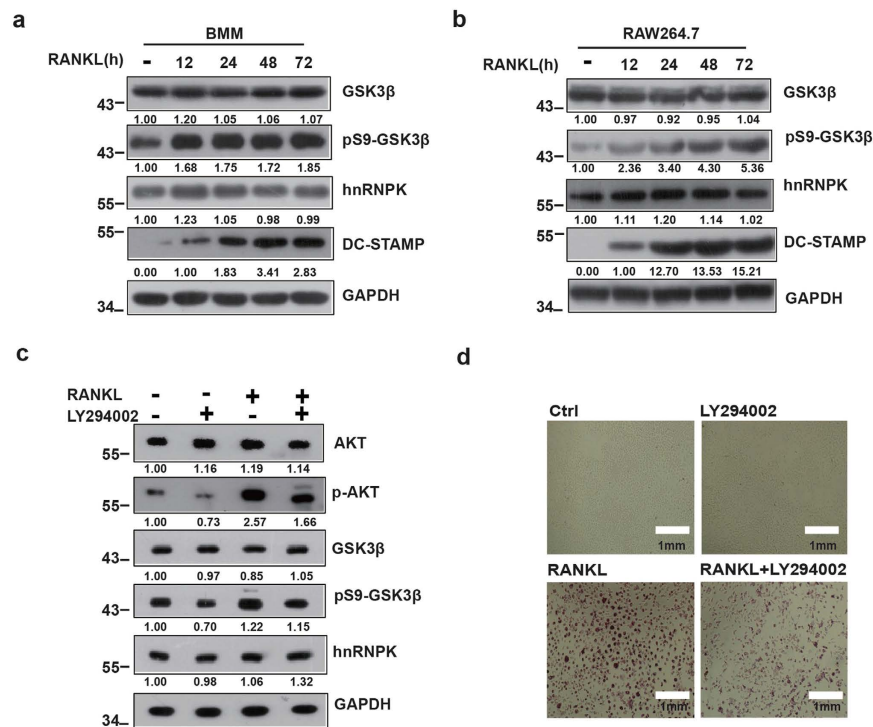 a
BMM
RANKL(h) - 12 24 48 72
GSK3β
43
1.00 1.20 1.05 1.06 1.07
pS9-GSK3β
43
1.00 1.68 1.75 1.72 1.85
hnRNPK
55
1.00 1.23 1.05 0.98 0.99
55
DC-STAMP
0.00 1.00 1.83 3.41 2.83
GAPDH
34
b
RAW264.7
RANKL(h) - 12 24 48 72
GSK3β
43
1.00 0.97 0.92 0.95 1.04
pS9-GSK3β
43
1.00 2.36 3.40 4.30 5.36
hnRNPK
55
1.00 1.11 1.20 1.14 1.02
55
DC-STAMP
0.00 1.00 12.70 13.53 15.21
GAPDH
34
c
RANKL - - + +
LY294002 - + - +
AKT
55
1.00 1.16 1.19 1.14
p-AKT
55
1.00 0.73 2.57 1.66
GSK3β
43
1.00 0.97 0.85 1.05
pS9-GSK3β
43
1.00 0.70 1.22 1.15
hnRNPK
55
1.00 0.98 1.06 1.32
GAPDH
34
d
Ctrl LY294002
1mm 1mm
RANKL RANKL+LY294002
1mm 1mm